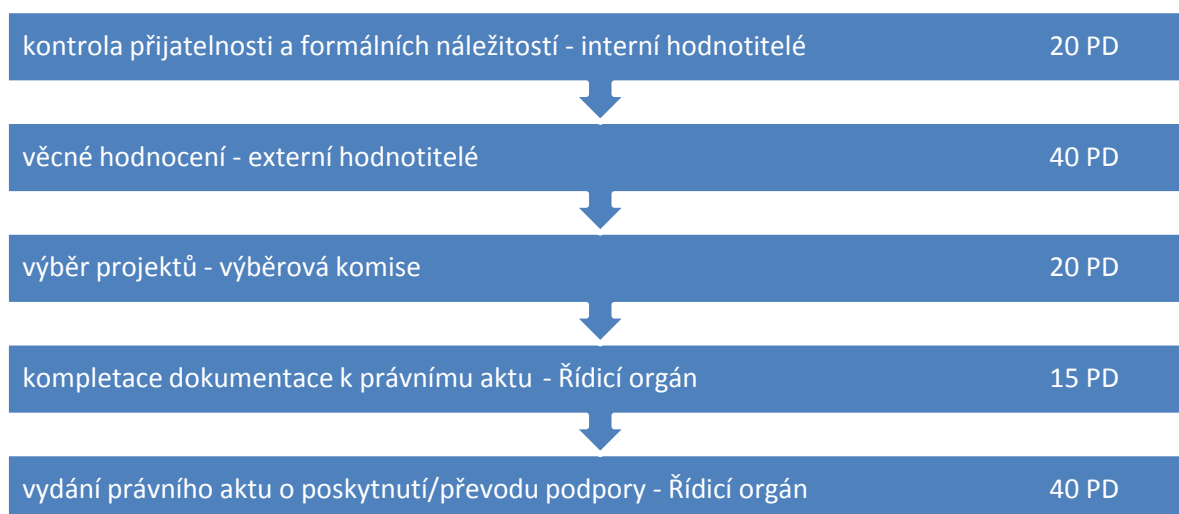 kontrola přijatelnosti a formálních náležitostí - interní hodnotitelé 20 PD
věcné hodnocení - externí hodnotitelé 40 PD
výběr projektů - výběrová komise 20 PD
kompletace dokumentace k právnímu aktu - Řídicí orgán 15 PD
vydání právního aktu o poskytnutí/převodu podpory - Řídicí orgán 40 PD